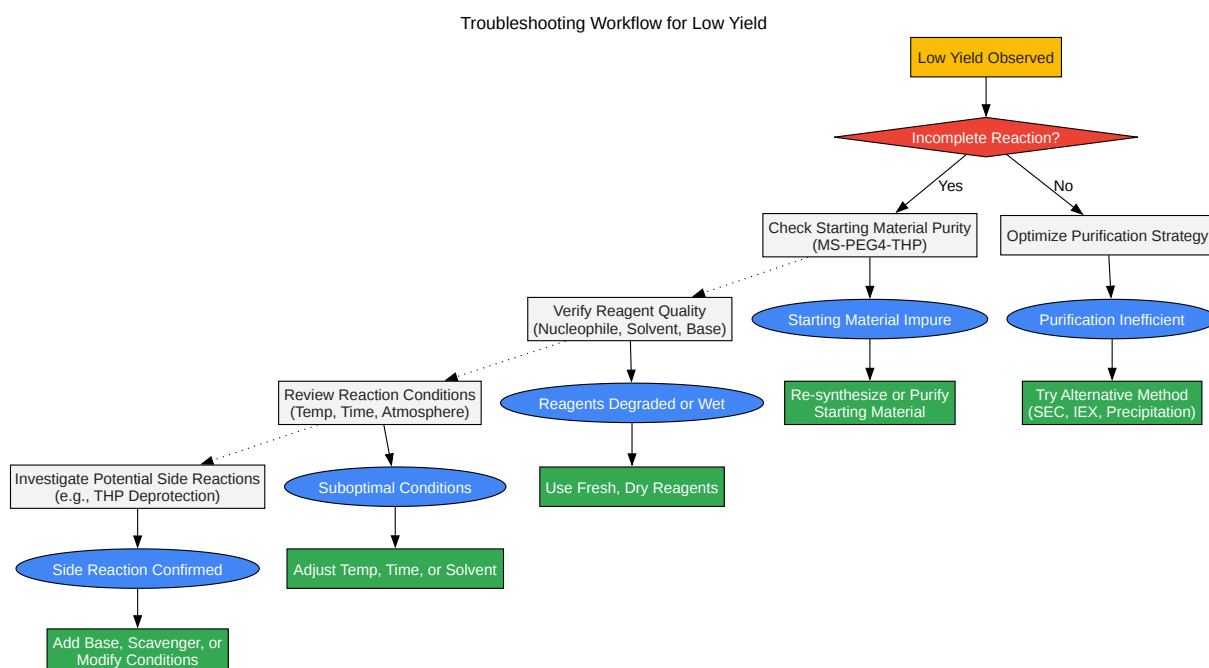 Troubleshooting Workflow for Low Yield
Low Yield Observed
Incomplete Reaction?
Yes
No
Check Starting Material Purity
(MS-PEG4-THP)
Optimize Purification Strategy
Verify Reagent Quality
(Nucleophile, Solvent, Base)
Starting Material Impure
Purification Inefficient
Review Reaction Conditions
(Temp, Time, Atmosphere)
Reagents Degraded or Wet
Re-synthesize or Purify
Starting Material
Try Alternative Method
(SEC, IEX, Precipitation)
Investigate Potential Side Reactions
(e.g., THP Deprotection)
Suboptimal Conditions
Use Fresh, Dry Reagents
Side Reaction Confirmed
Adjust Temp, Time, or Solvent
Add Base, Scavenger, or
Modify Conditions